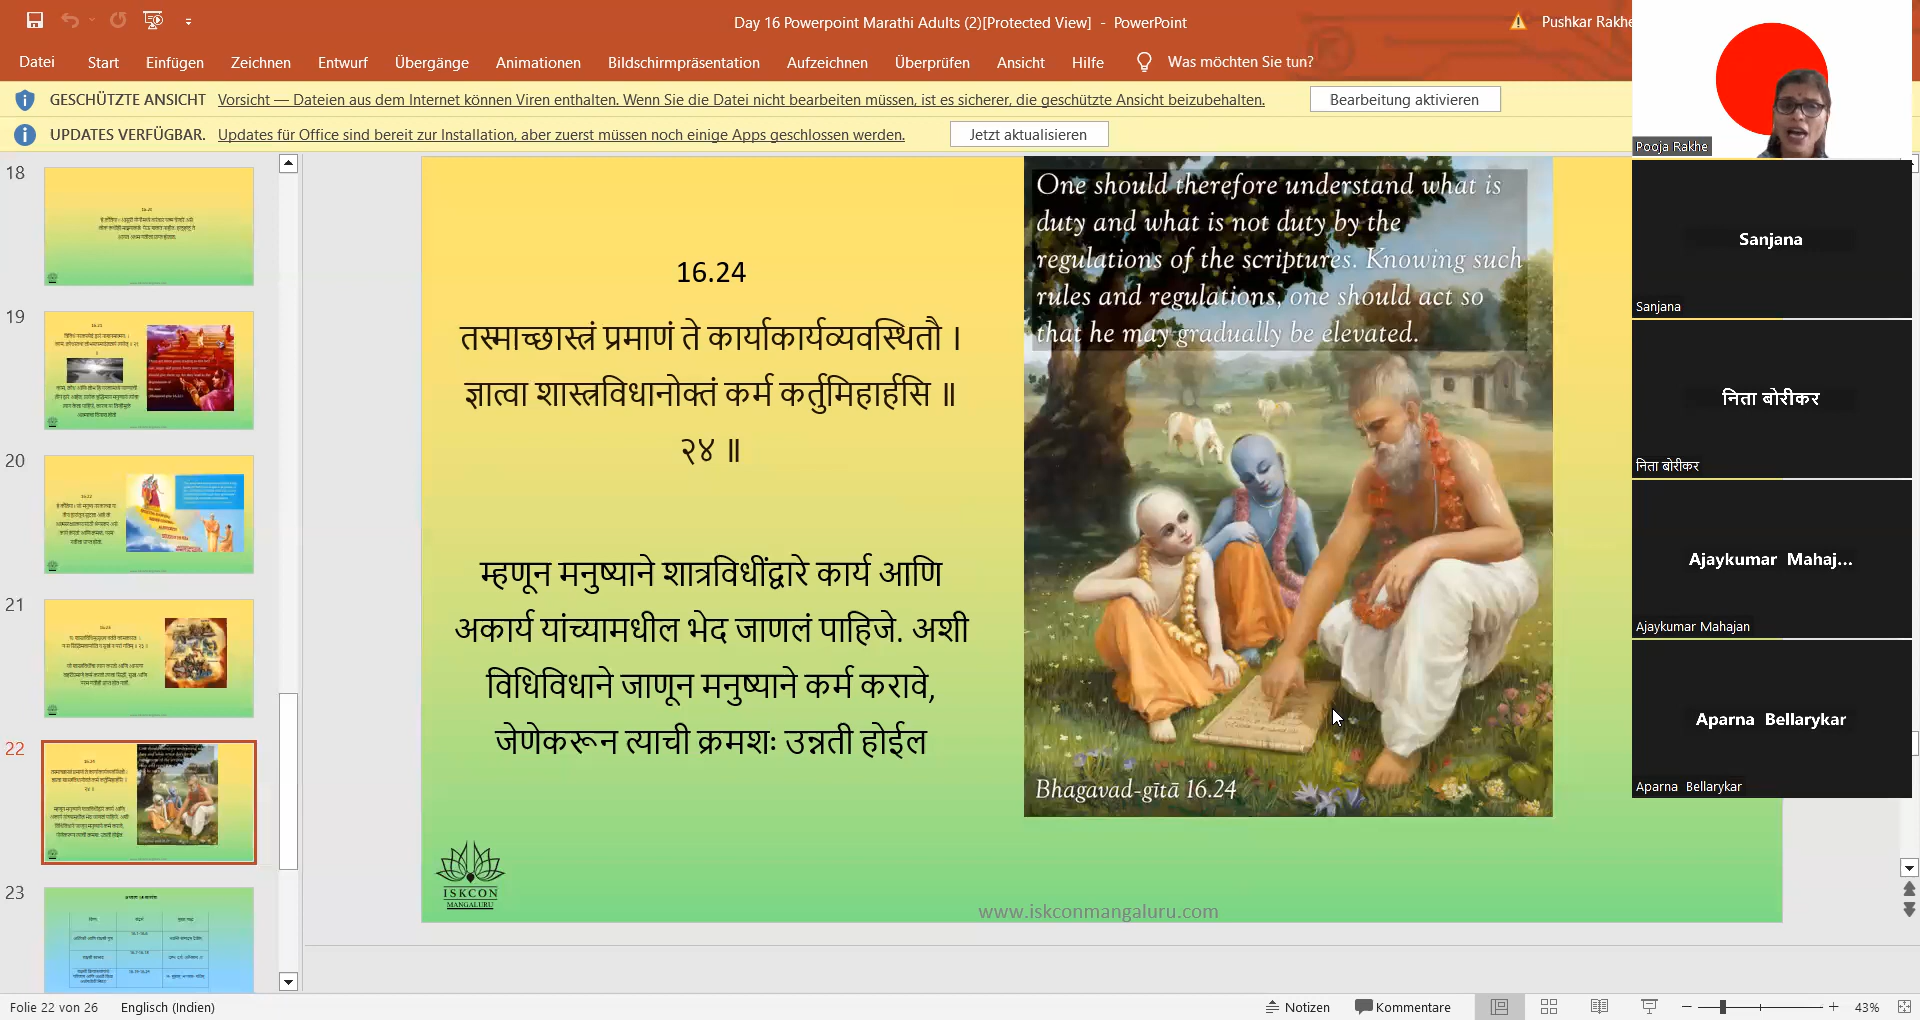 Day 16 Powerpoint Marathi Adults (2)[Protected View] - PowerPoint
Pushkar Rakhe
Datei Start Einfügen Zeichnen Entwurf Übergänge Animationen Bildschirmpräsentation Aufzeichnen Überprüfen Ansicht Hilfe Was möchten Sie tun?
GESCHÜTZTE ANSICHT Vorsicht — Dateien aus dem Internet können Viren enthalten. Wenn Sie die Datei nicht bearbeiten müssen, ist es sicherer, die geschützte Ansicht beizubehalten. Bearbeitung aktivieren
UPDATES VERFÜGBAR. Updates für Office sind bereit zur Installation, aber zuerst müssen noch einige Apps geschlossen werden. Jetzt aktualisieren
18
19
20
21
22
23
16.24
तस्माच्छास्त्रं प्रमाणं ते कार्याकार्यव्यवस्थितौ ।
ज्ञात्वा शास्त्रविधानोक्तं कर्म कर्तुमिहार्हसि ॥
२४ ॥
म्हणून मनुष्याने शात्रविधींद्वारे कार्य आणि
अकार्य यांच्यामधील भेद जाणलं पाहिजे. अशी
विधिविधाने जाणून मनुष्याने कर्म करावे,
जेणेकरून त्याची क्रमशः उन्नती होईल
One should therefore understand what is
duty and what is not duty by the
regulations of the scriptures. Knowing such
rules and regulations, one should act so
that he may gradually be elevated.
Bhagavad-gītā 16.24
ISKCON
MANGALURU
www.iskconmangaluru.com
Pooja Rakhe
Sanjana
Sanjana
निता बोरीकर
निता बोरीकर
Ajaykumar Mahaj...
Ajaykumar Mahajan
Aparna Bellarykar
Aparna Bellarykar
Folie 22 von 26 Englisch (Indien) Notizen Kommentare 43%